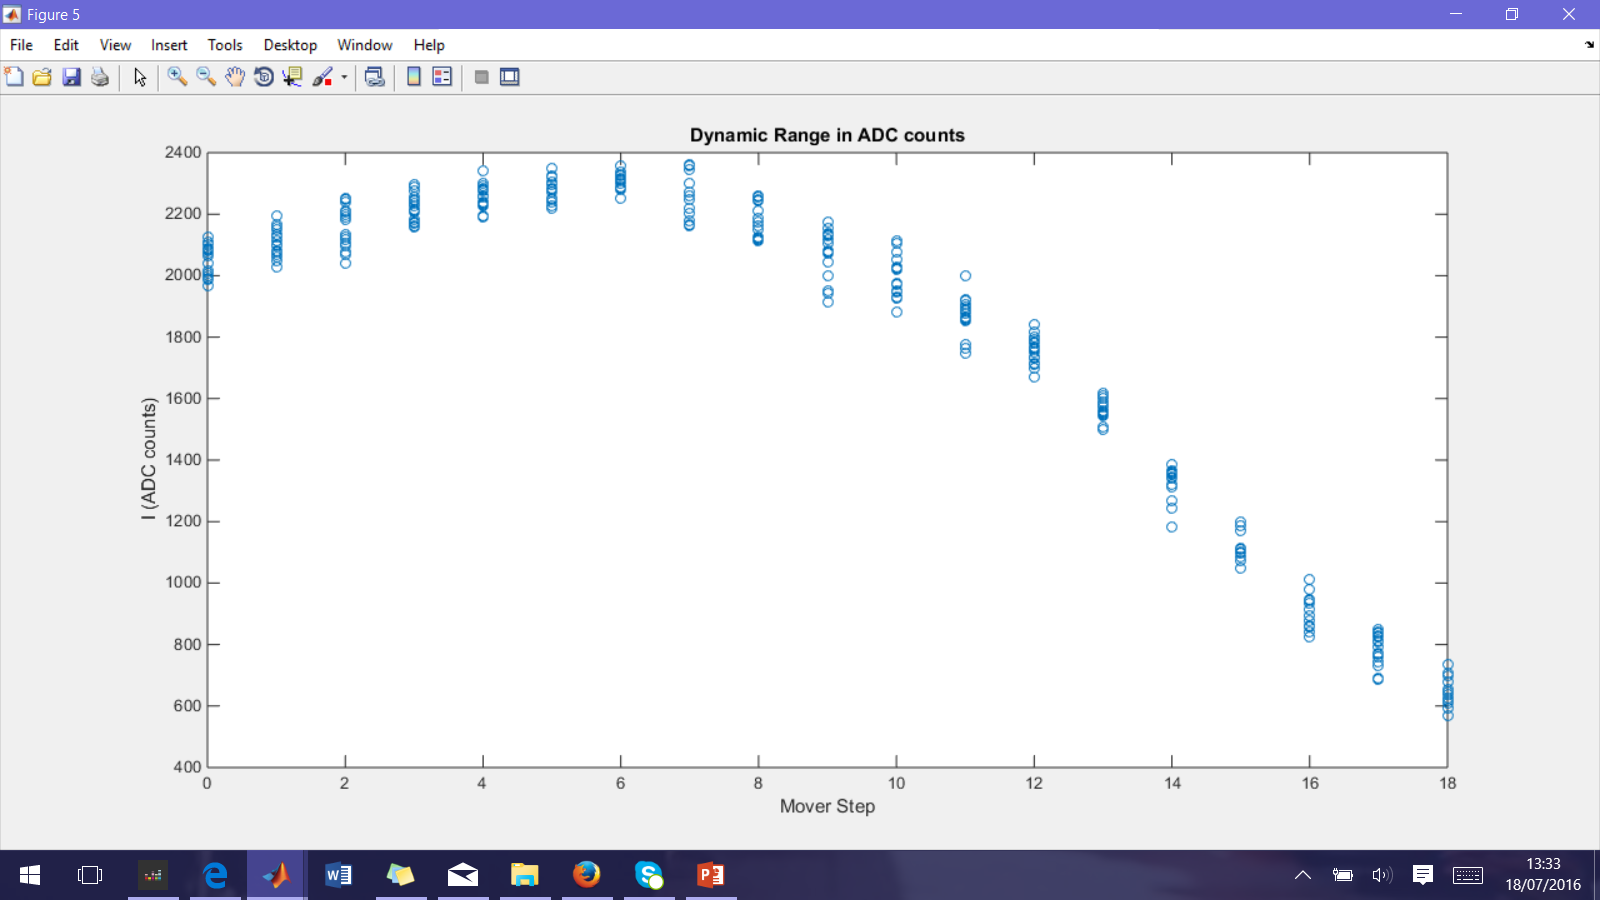 Figure 5
File Edit View Insert Tools Desktop Window Help
Dynamic Range in ADC counts
2400
2200
2000
1800
1600
1400
1200
1000
800
600
400
I (ADC counts)
0 2 4 6 8 10 12 14 16 18
Mover Step
13:33
18/07/2016